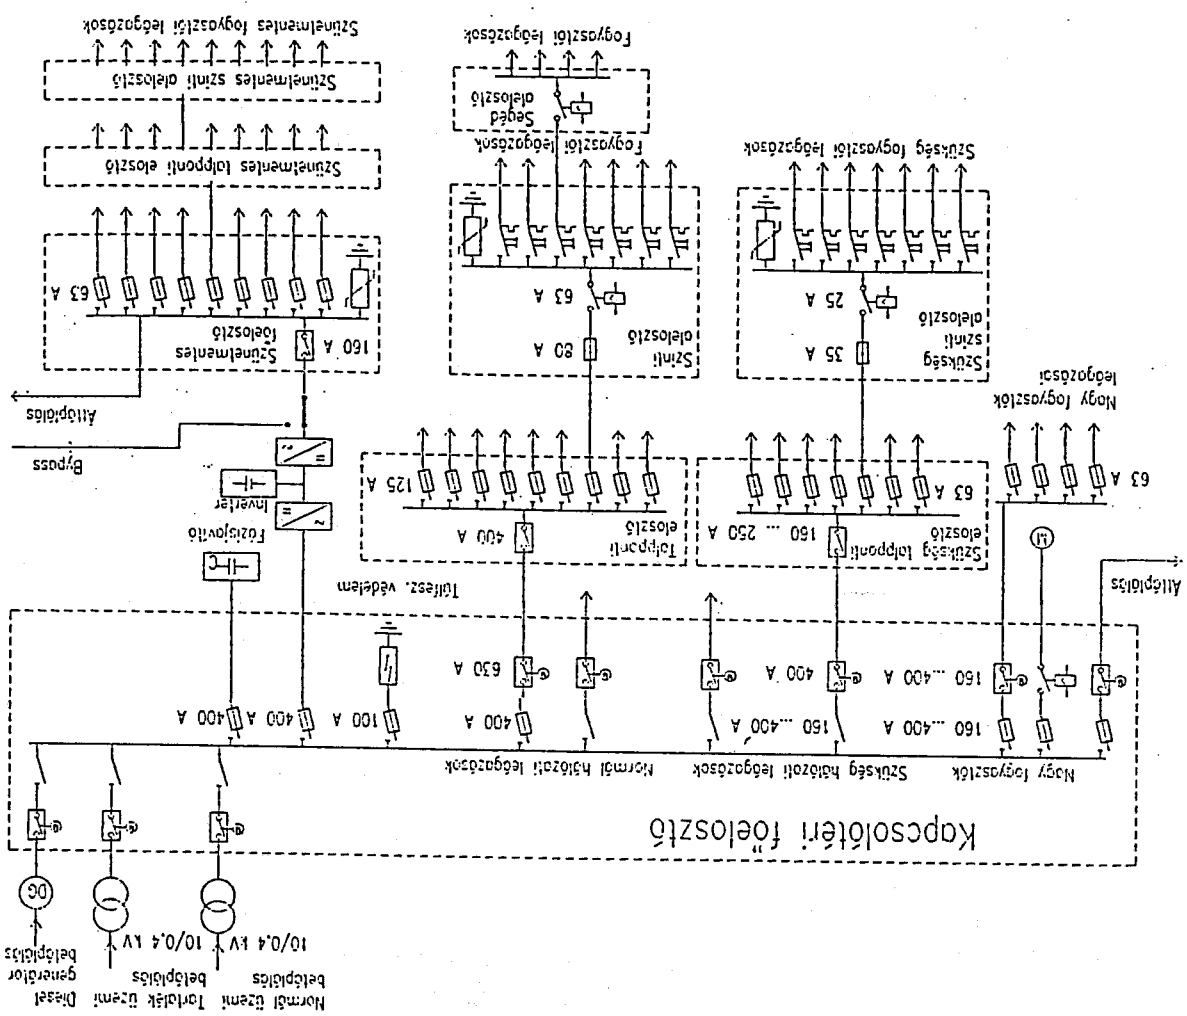 Normál üzemi
betáplálás
10/0.4 kV
Tartalék üzemi
betáplálás
10/0.4 kV
Diesel
generátor
betáplálás
DG
Kapcsolótéri főelosztó
Nagy fogyasztók
Szükség hálózati leágazások
Normál hálózati leágazások
160...400 A
160...400 A
400 A
100 A
400 A
400 A
160...400 A
400 A
630 A
Áttáplálás
Túlfesz. védelem
Fázisjavító
C
Szükség talpponti
elosztó
160 ... 250 A
63 A
Talpponti
elosztó
400 A
125 A
Inverter
~
=
=
~
63 A
Bypass
Áttáplálás
Nagy fogyasztók
leágazásai
Szükség
szinti
alelosztó
35 A
25 A
Szinti
alelosztó
80 A
63 A
160 A
Szünetmentes
főelosztó
63 A
Szükség fogyasztói leágazások
Fogyasztói leágazások
Szünetmentes talpponti elosztó
Segéd
alelosztó
Szünetmentes szinti alelosztó
Fogyasztói leágazások
Szünetmentes fogyasztói leágazások